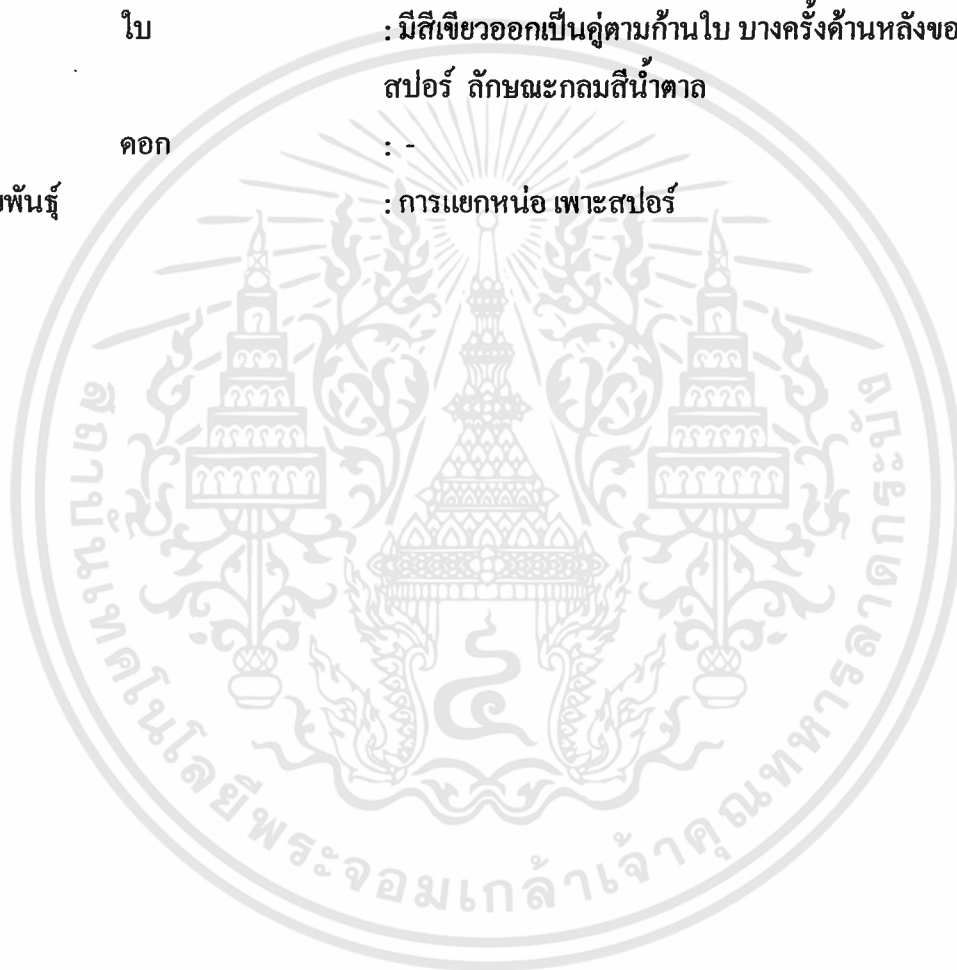 ใบ : มีสีเขียวออกเป็นคู่ตามก้านใบ บางครั้งด้านหลังขอ
สปอร์ ลักษณะกลมสีน้ำตาล
ดอก : -
พันธุ์ : การแยกหน่อ เพาะสปอร์
สถาบันเทคโนโลยีพระจอมเกล้าเจ้าคุณทหารลาดกระบัง